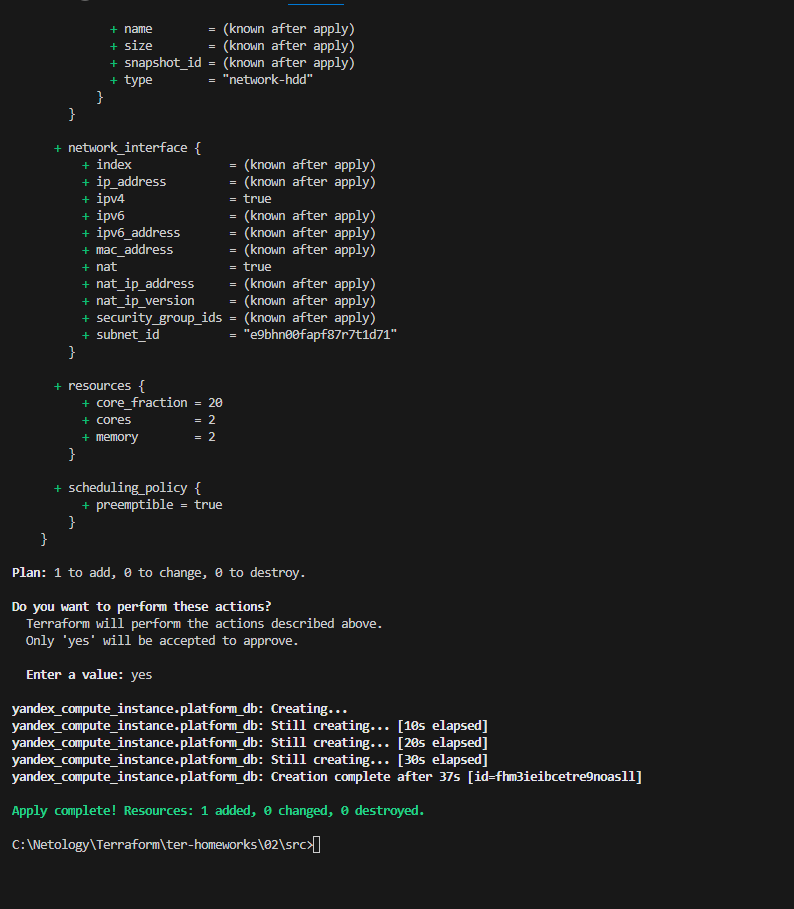 + name        = (known after apply)
+ size        = (known after apply)
+ snapshot_id = (known after apply)
+ type        = "network-hdd"
}
}
+ network_interface {
+ index              = (known after apply)
+ ip_address         = (known after apply)
+ ipv4               = true
+ ipv6               = (known after apply)
+ ipv6_address       = (known after apply)
+ mac_address        = (known after apply)
+ nat                = true
+ nat_ip_address     = (known after apply)
+ nat_ip_version     = (known after apply)
+ security_group_ids = (known after apply)
+ subnet_id          = "e9bhn00fapf87r7t1d71"
}
+ resources {
+ core_fraction = 20
+ cores         = 2
+ memory        = 2
}
+ scheduling_policy {
+ preemptible = true
}
}
Plan: 1 to add, 0 to change, 0 to destroy.
Do you want to perform these actions?
Terraform will perform the actions described above.
Only 'yes' will be accepted to approve.
Enter a value: yes
yandex_compute_instance.platform_db: Creating...
yandex_compute_instance.platform_db: Still creating... [10s elapsed]
yandex_compute_instance.platform_db: Still creating... [20s elapsed]
yandex_compute_instance.platform_db: Still creating... [30s elapsed]
yandex_compute_instance.platform_db: Creation complete after 37s [id=fhm3ieibcetre9noasll]
Apply complete! Resources: 1 added, 0 changed, 0 destroyed.
C:\Netology\Terraform\ter-homeworks\02\src>